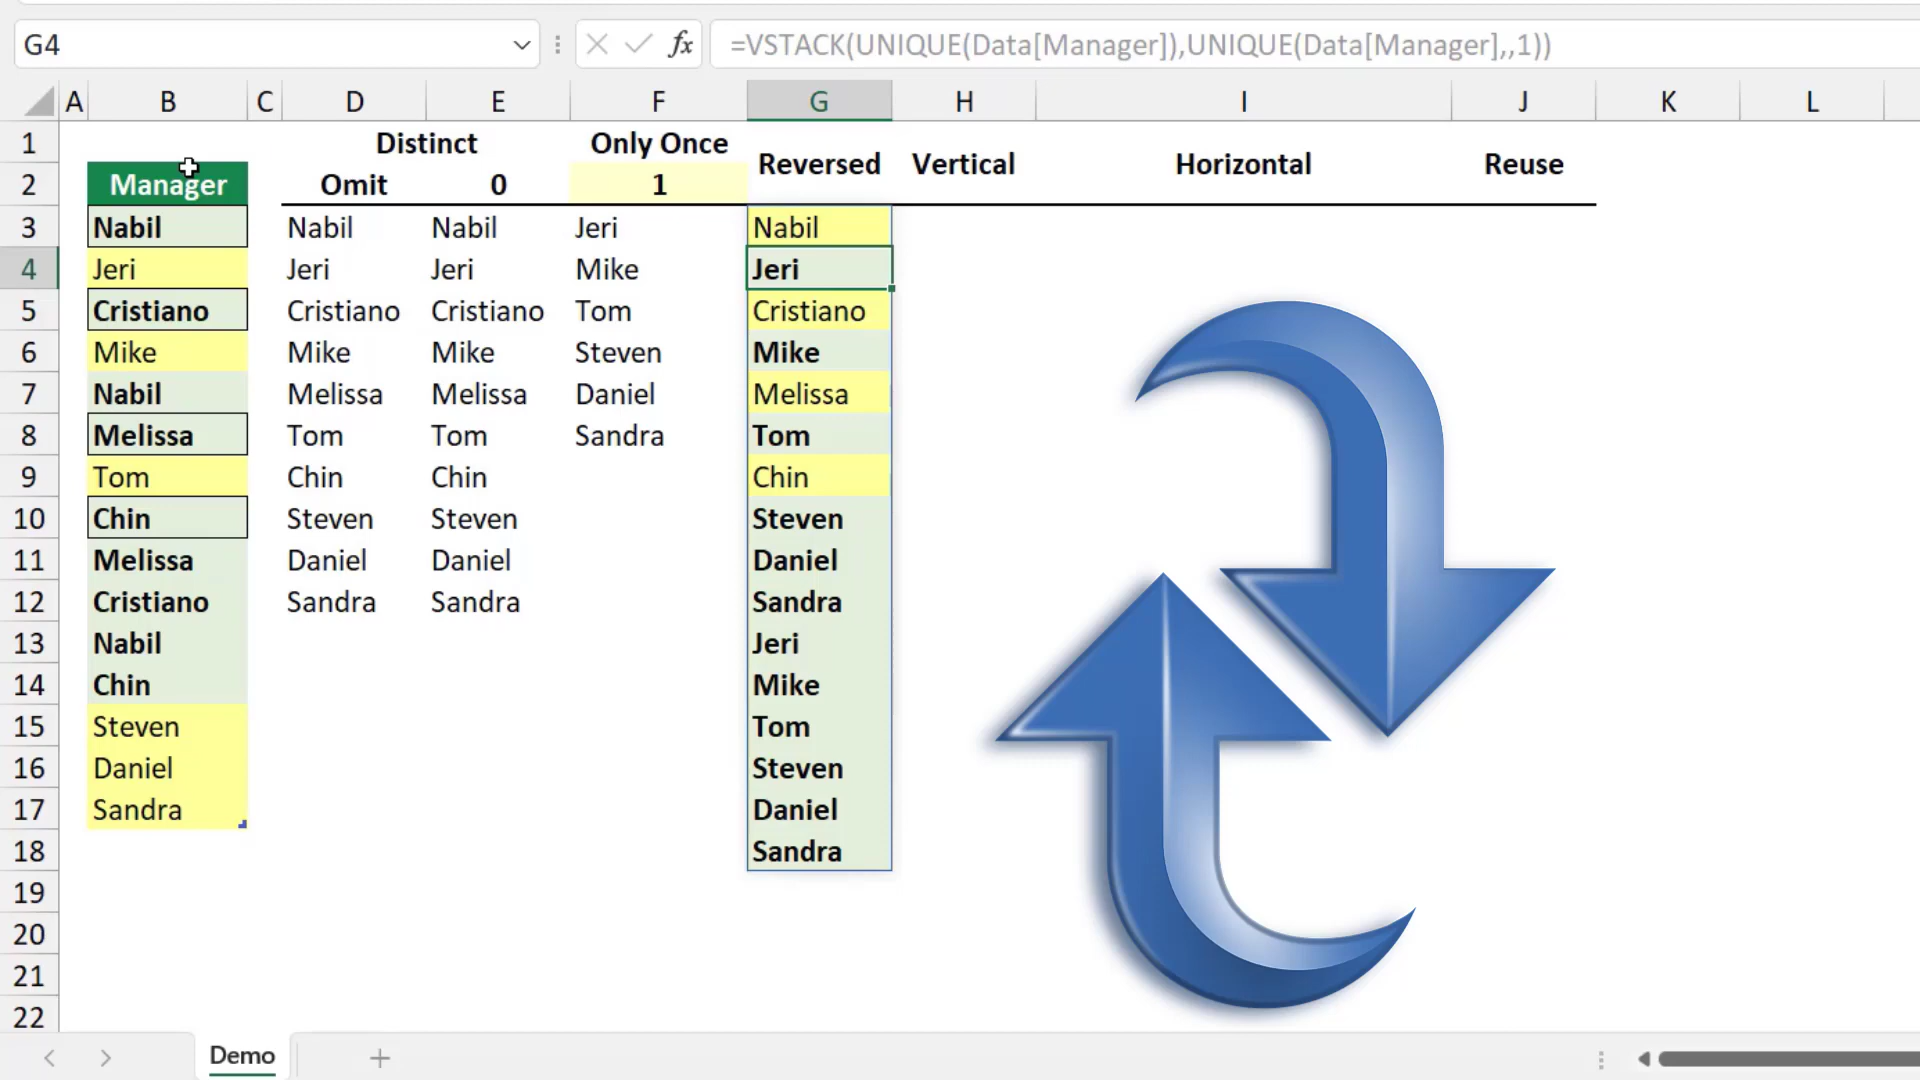 G4 fx =VSTACK(UNIQUE(Data[Manager]),UNIQUE(Data[Manager],,1))
A B C D E F G H I J K L
1 Distinct Only Once Reversed Vertical Horizontal Reuse
2 Manager Omit 0 1
3 Nabil Nabil Nabil Jeri Nabil
4 Jeri Jeri Jeri Mike Jeri
5 Cristiano Cristiano Cristiano Tom Cristiano
6 Mike Mike Mike Steven Mike
7 Nabil Melissa Melissa Daniel Melissa
8 Melissa Tom Tom Sandra Tom
9 Tom Chin Chin Chin
10 Chin Steven Steven Steven
11 Melissa Daniel Daniel Daniel
12 Cristiano Sandra Sandra Sandra
13 Nabil Jeri
14 Chin Mike
15 Steven Tom
16 Daniel Steven
17 Sandra Daniel
18 Sandra
19
20
21
22
Demo